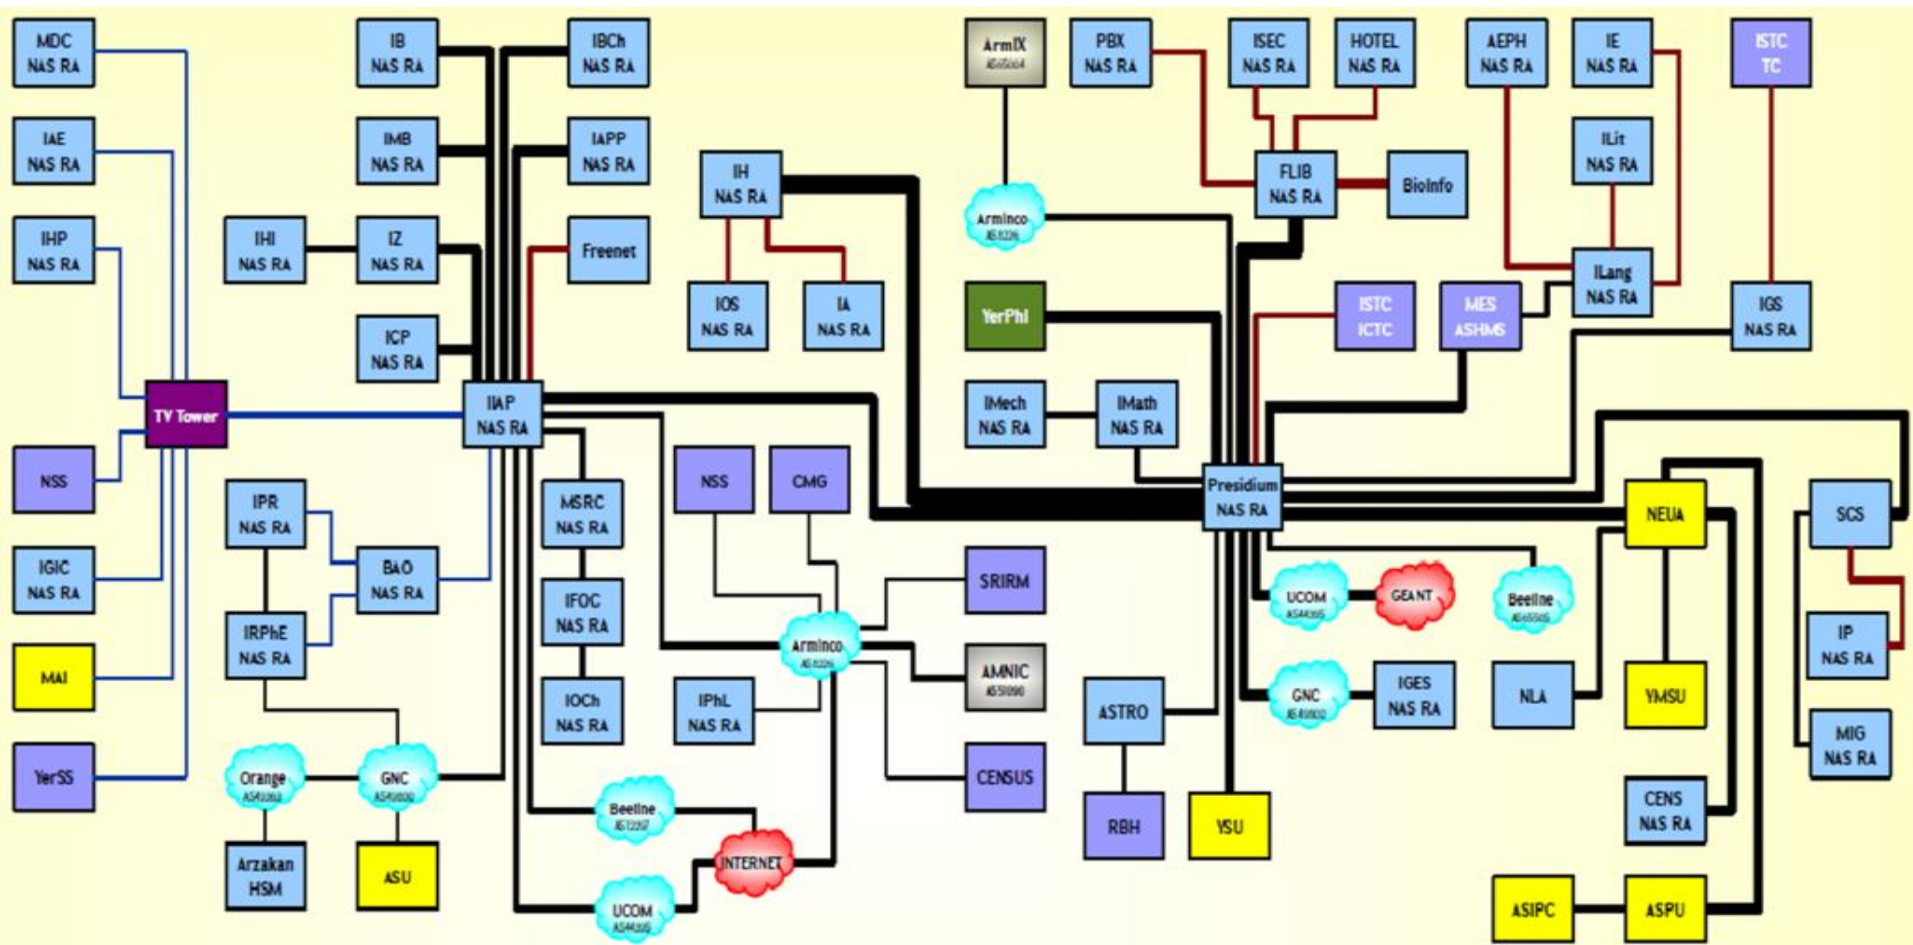 MDC
NAS RA
IB
NAS RA
IBCh
NAS RA
ArmIX
PBX
NAS RA
ISEC
NAS RA
HOTEL
NAS RA
AEPH
NAS RA
IE
NAS RA
ISTC
TC
IAE
NAS RA
IMB
NAS RA
IAPP
NAS RA
IH
NAS RA
FLIB
NAS RA
BioInfo
ILit
NAS RA
IHP
NAS RA
IHI
NAS RA
IZ
NAS RA
Freenet
Arminco
AS8226
ILang
NAS RA
IOS
NAS RA
IA
NAS RA
YerPhI
ISTC
ICTC
MES
ASHMS
IGS
NAS RA
ICP
NAS RA
TV Tower
IIAP
NAS RA
IMech
NAS RA
IMath
NAS RA
NSS
IPR
NAS RA
MSRC
NAS RA
NSS
CMG
Presidium
NAS RA
NEUA
SCS
IGIC
NAS RA
BAO
NAS RA
IFOC
NAS RA
SRIRM
UCOM
AS44395
GEANT
Beeline
IRPhE
NAS RA
Arminco
AS8226
AMNIC
IP
NAS RA
MAI
IOCh
NAS RA
IPhL
NAS RA
ASTRO
GNC
AS49800
IGES
NAS RA
NLA
YMSU
MIG
NAS RA
YerSS
Orange
GNC
AS49800
CENSUS
Beeline
RBH
YSU
CENS
NAS RA
Arzakan
HSM
ASU
INTERNET
UCOM
AS44395
ASIPC
ASPU